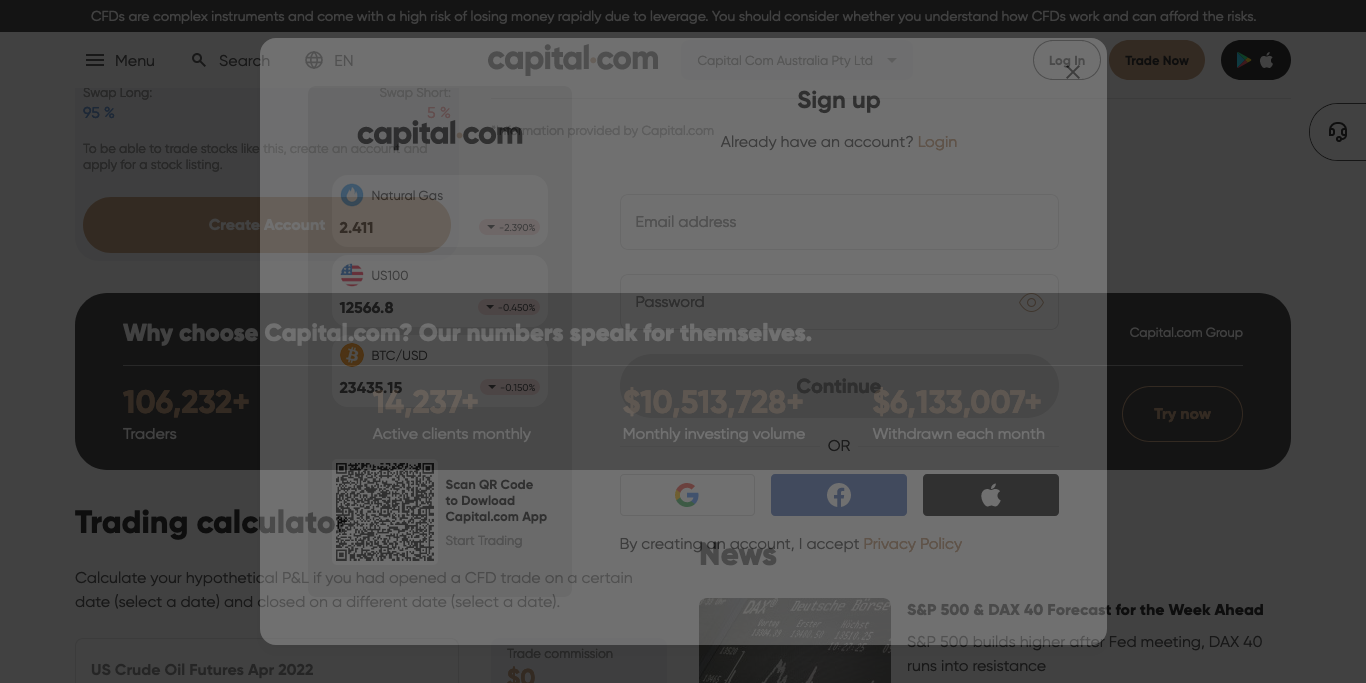 CFDs are complex instruments and come with a high risk of losing money rapidly due to leverage. You should consider whether you understand how CFDs work and can afford the risks.
Menu
Search
EN
capital.com
Capital Com Australia Pty Ltd
Log In
Trade Now
Swap Long:
95 %
Swap Short:
5 %
Information provided by Capital.com
To be able to trade stocks like this, create an account and
apply for a stock listing.
Create Account
capital.com
Natural Gas
2.411
-2.390%
US100
12566.8
-0.450%
BTC/USD
23435.15
-0.150%
Scan QR Code
to Dowload
Capital.com App
Start Trading
Sign up
Already have an account? Login
Email address
Password
Continue
OR
By creating an account, I accept Privacy Policy
Why choose Capital.com? Our numbers speak for themselves.
Capital.com Group
106,232+
Traders
14,237+
Active clients monthly
$10,513,728+
Monthly investing volume
$6,133,007+
Withdrawn each month
Try now
Trading calculator
Calculate your hypothetical P&L if you had opened a CFD trade on a certain
date (select a date) and closed on a different date (select a date).
US Crude Oil Futures Apr 2022
Trade commission
$0
News
DAX
Deutsche Börse
S&P 500 & DAX 40 Forecast for the Week Ahead
S&P 500 builds higher after Fed meeting, DAX 40
runs into resistance